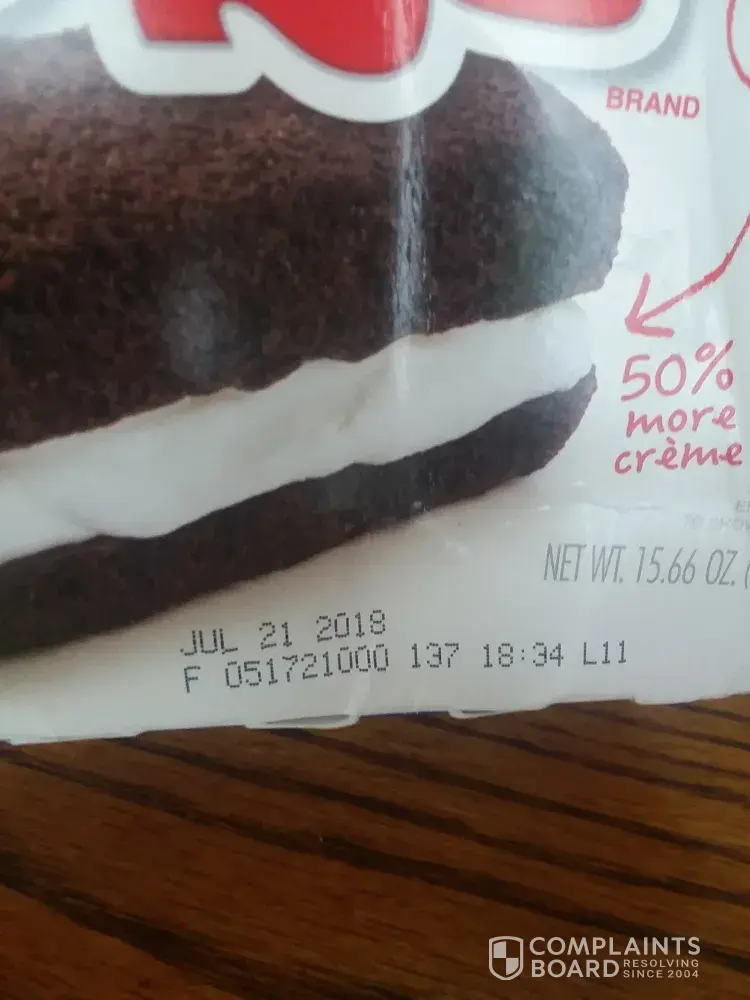 BRAND
50%
more
crème
NET WT. 15.66 OZ. (
JUL 21 2018
F 051721000 137 18:34 L11
COMPLAINTS
BOARD RESOLVING
SINCE 2004